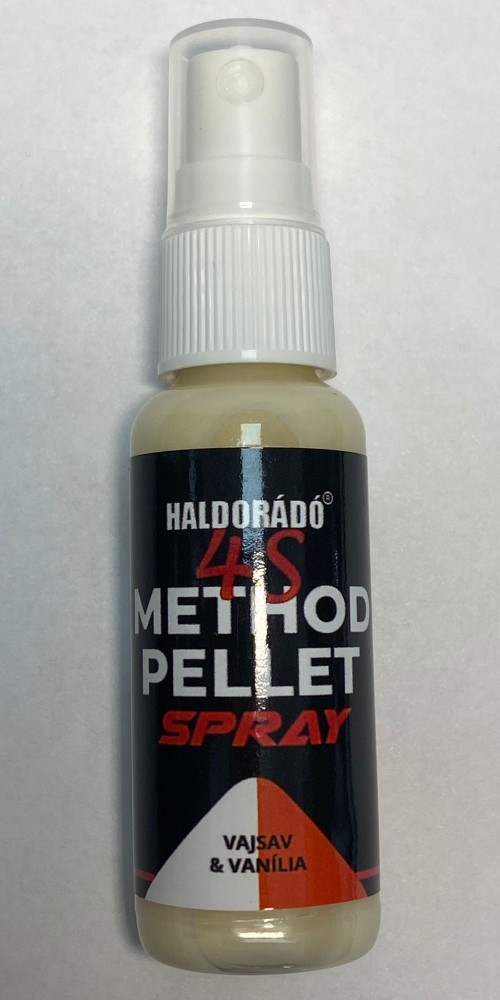 HALDORÁDÓ®
4S
METHOD
PELLET
SPRAY
VAJSAV
& VANÍLIA